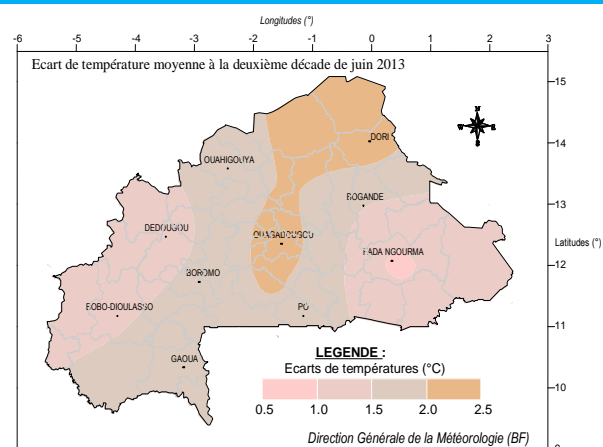 Longitudes (°)
-6 -5 -4 -3 -2 -1 0 1 2 3
Ecart de température moyenne à la deuxième décade de juin 2013
15
N
W E
S
DORI
14
OUAHIGOUYA
BOGANDE
13
DEDOUGOU
OUAGADOUGOU
Latitudes (°)
FADA NGOURMA
12
BOROMO
BOBO-DIOULASSO
PO
11
LEGENDE :
GAOUA
Ecarts de températures (°C)
10
0.5 1.0 1.5 2.0 2.5
Direction Générale de la Météorologie (BF)